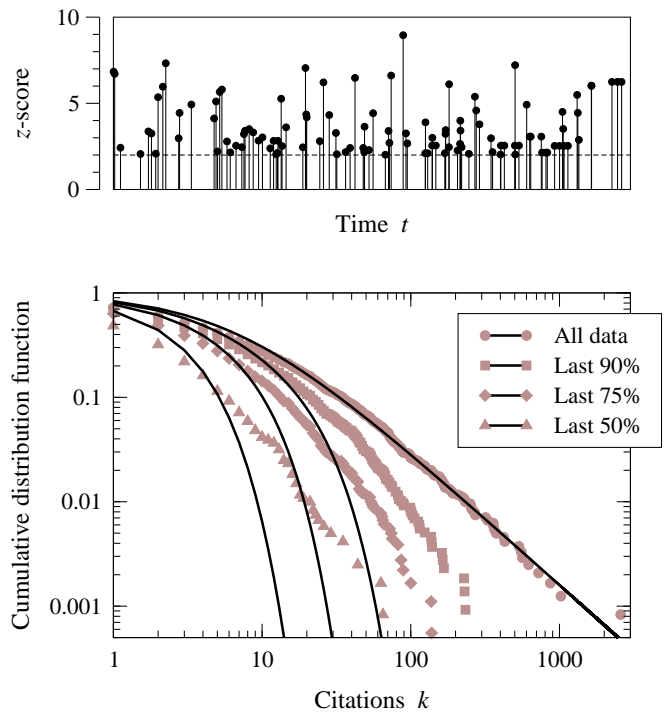 10
5
0
z-score
Time t
1
0.1
0.01
0.001
Cumulative distribution function
All data
Last 90%
Last 75%
Last 50%
1 10 100 1000
Citations k